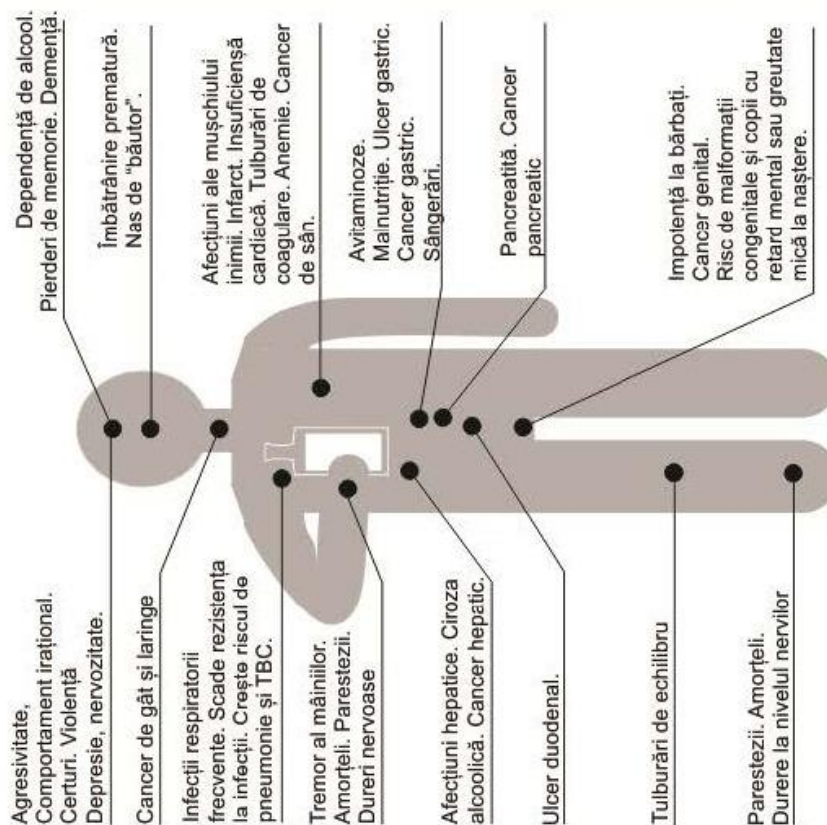 Agresivitate,
Comportament irațional.
Certuri. Violență
Depresie, nervozitate.
Cancer de gât și laringe
Infecții respiratorii
frecvente. Scade rezistența
la infecții. Crește riscul de
pneumonie și TBC.
Tremor al mâiniilor.
Amorțeli. Parestezii.
Dureri nervoase
Afecțiuni hepatice. Ciroza
alcoolică. Cancer hepatic.
Ulcer duodenal.
Tulburări de echilibru
Parestezii. Amorțeli.
Durere la nivelul nervilor
Dependență de alcool.
Pierderi de memorie. Demență.
Îmbătrânire prematură.
Nas de "băutor".
Afecțiuni ale mușchiului
inimii. Infarct. Insuficiensă
cardiacă. Tulburări de
coagulare. Anemie. Cancer
de sân.
Avitaminoze.
Malnutriție. Ulcer gastric.
Cancer gastric.
Sângerări.
Pancreatită. Cancer
pancreatic
Impolență la bărbați.
Cancer genital.
Risc de malformații
congenitale și copii cu
retard mental sau greutate
mică la naștere.